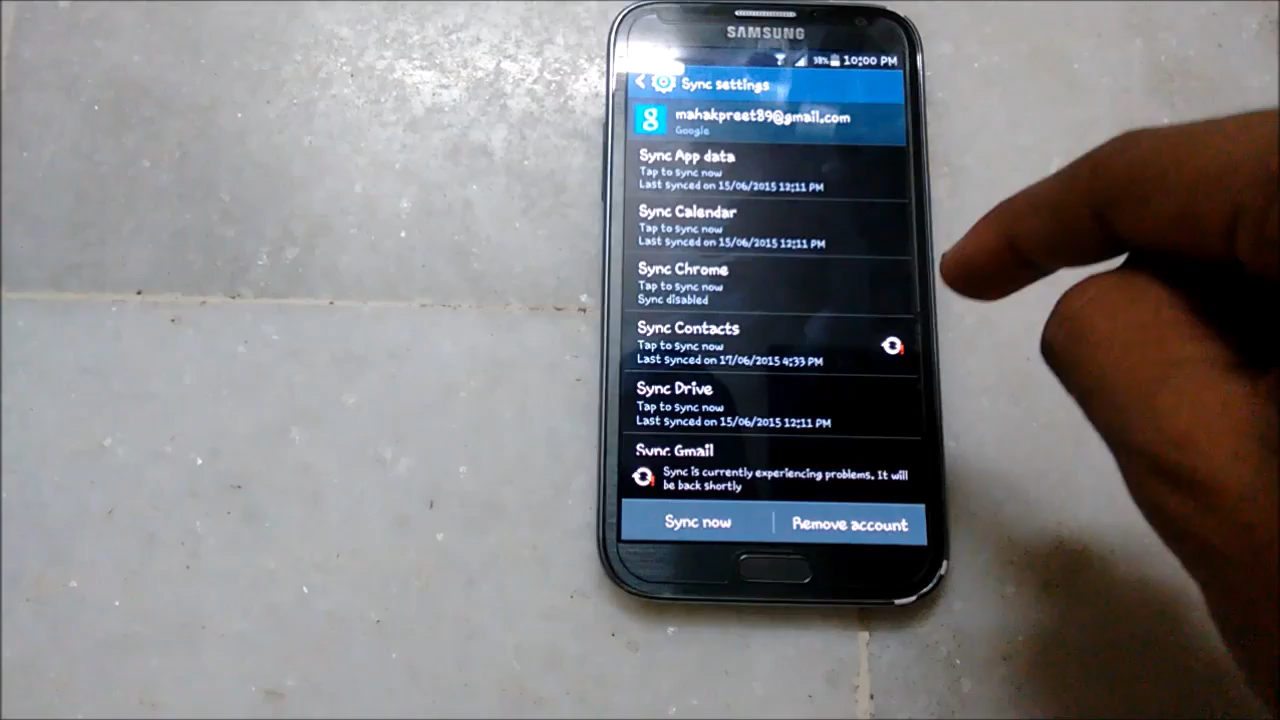 SAMSUNG
38% 10:00 PM
Sync settings
g
mahakpreet89@gmail.com
Google
Sync App data
Tap to sync now
Last synced on 15/06/2015 12:11 PM
Sync Calendar
Tap to sync now
Last synced on 15/06/2015 12:11 PM
Sync Chrome
Tap to sync now
Sync disabled
Sync Contacts
Tap to sync now
Last synced on 17/06/2015 4:33 PM
Sync Drive
Tap to sync now
Last synced on 15/06/2015 12:11 PM
Sync Gmail
Sync is currently experiencing problems. It will
be back shortly
Sync now
Remove account